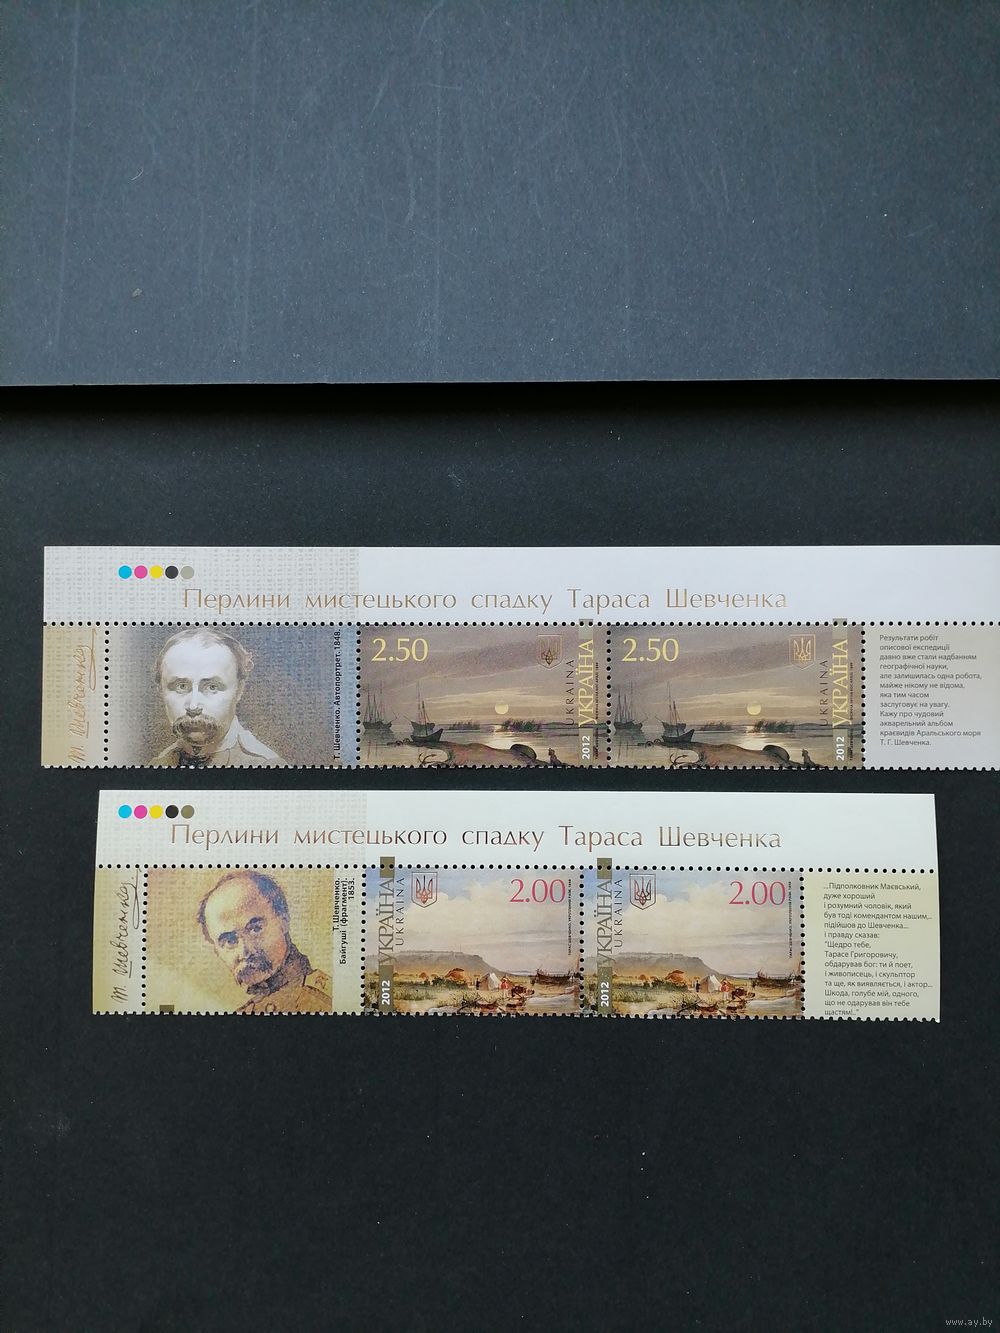 Перлини мистецького спадку Тараса Шевченка
Т. Шевченко. Автопортрет. 1848.
2.50
UKRAINA
УКРАЇНА
2012
2.50
UKRAINA
УКРАЇНА
2012
Результати робіт
описової експедиції
давно вже стали надбанням
географічної науки,
але залишилась одна робота,
майже нікому не відома,
яка тим часом
заслуговує на увагу.
Кажу про чудовий
акварельний альбом
краєвидів Аральського моря
Т. Г. Шевченка.
Перлини мистецького спадку Тараса Шевченка
Т. Шевченко.
Байгуші (фрагмент).
1853.
2012
УКРАЇНА
UKRAINA
2.00
2012
УКРАЇНА
UKRAINA
2.00
...Підполковник Маєвський,
дуже хороший
і розумний чоловік, який
був тоді комендантом нашим,..
підійшов до Шевченка...
і правду сказав:
"Щедро тебе,
Тарасе Григоровичу,
обдарував бог: ти й поет,
і живописець, і скульптор
та ще, як виявляється, і актор...
Шкода, голубе мій, одного,
що не одарував він тебе
щастям!.."
www.ay.by